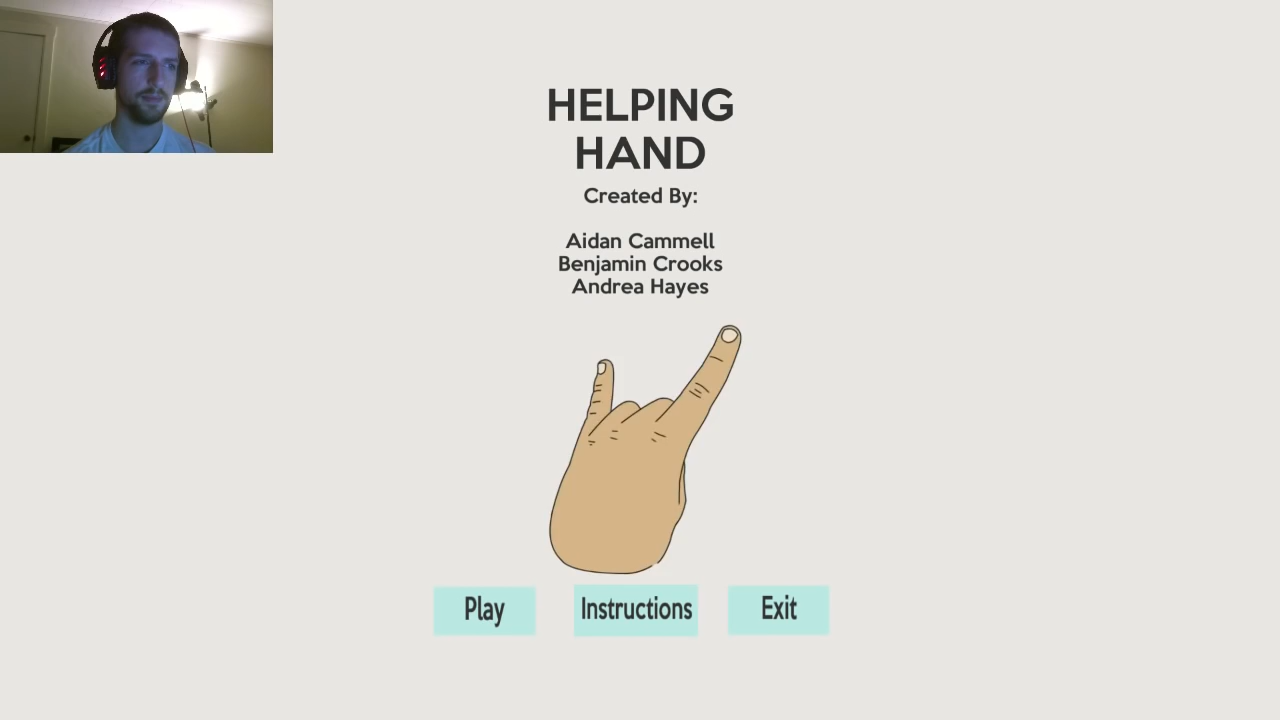 HELPING
HAND
Created By:
Aidan Cammell
Benjamin Crooks
Andrea Hayes
Play
Instructions
Exit